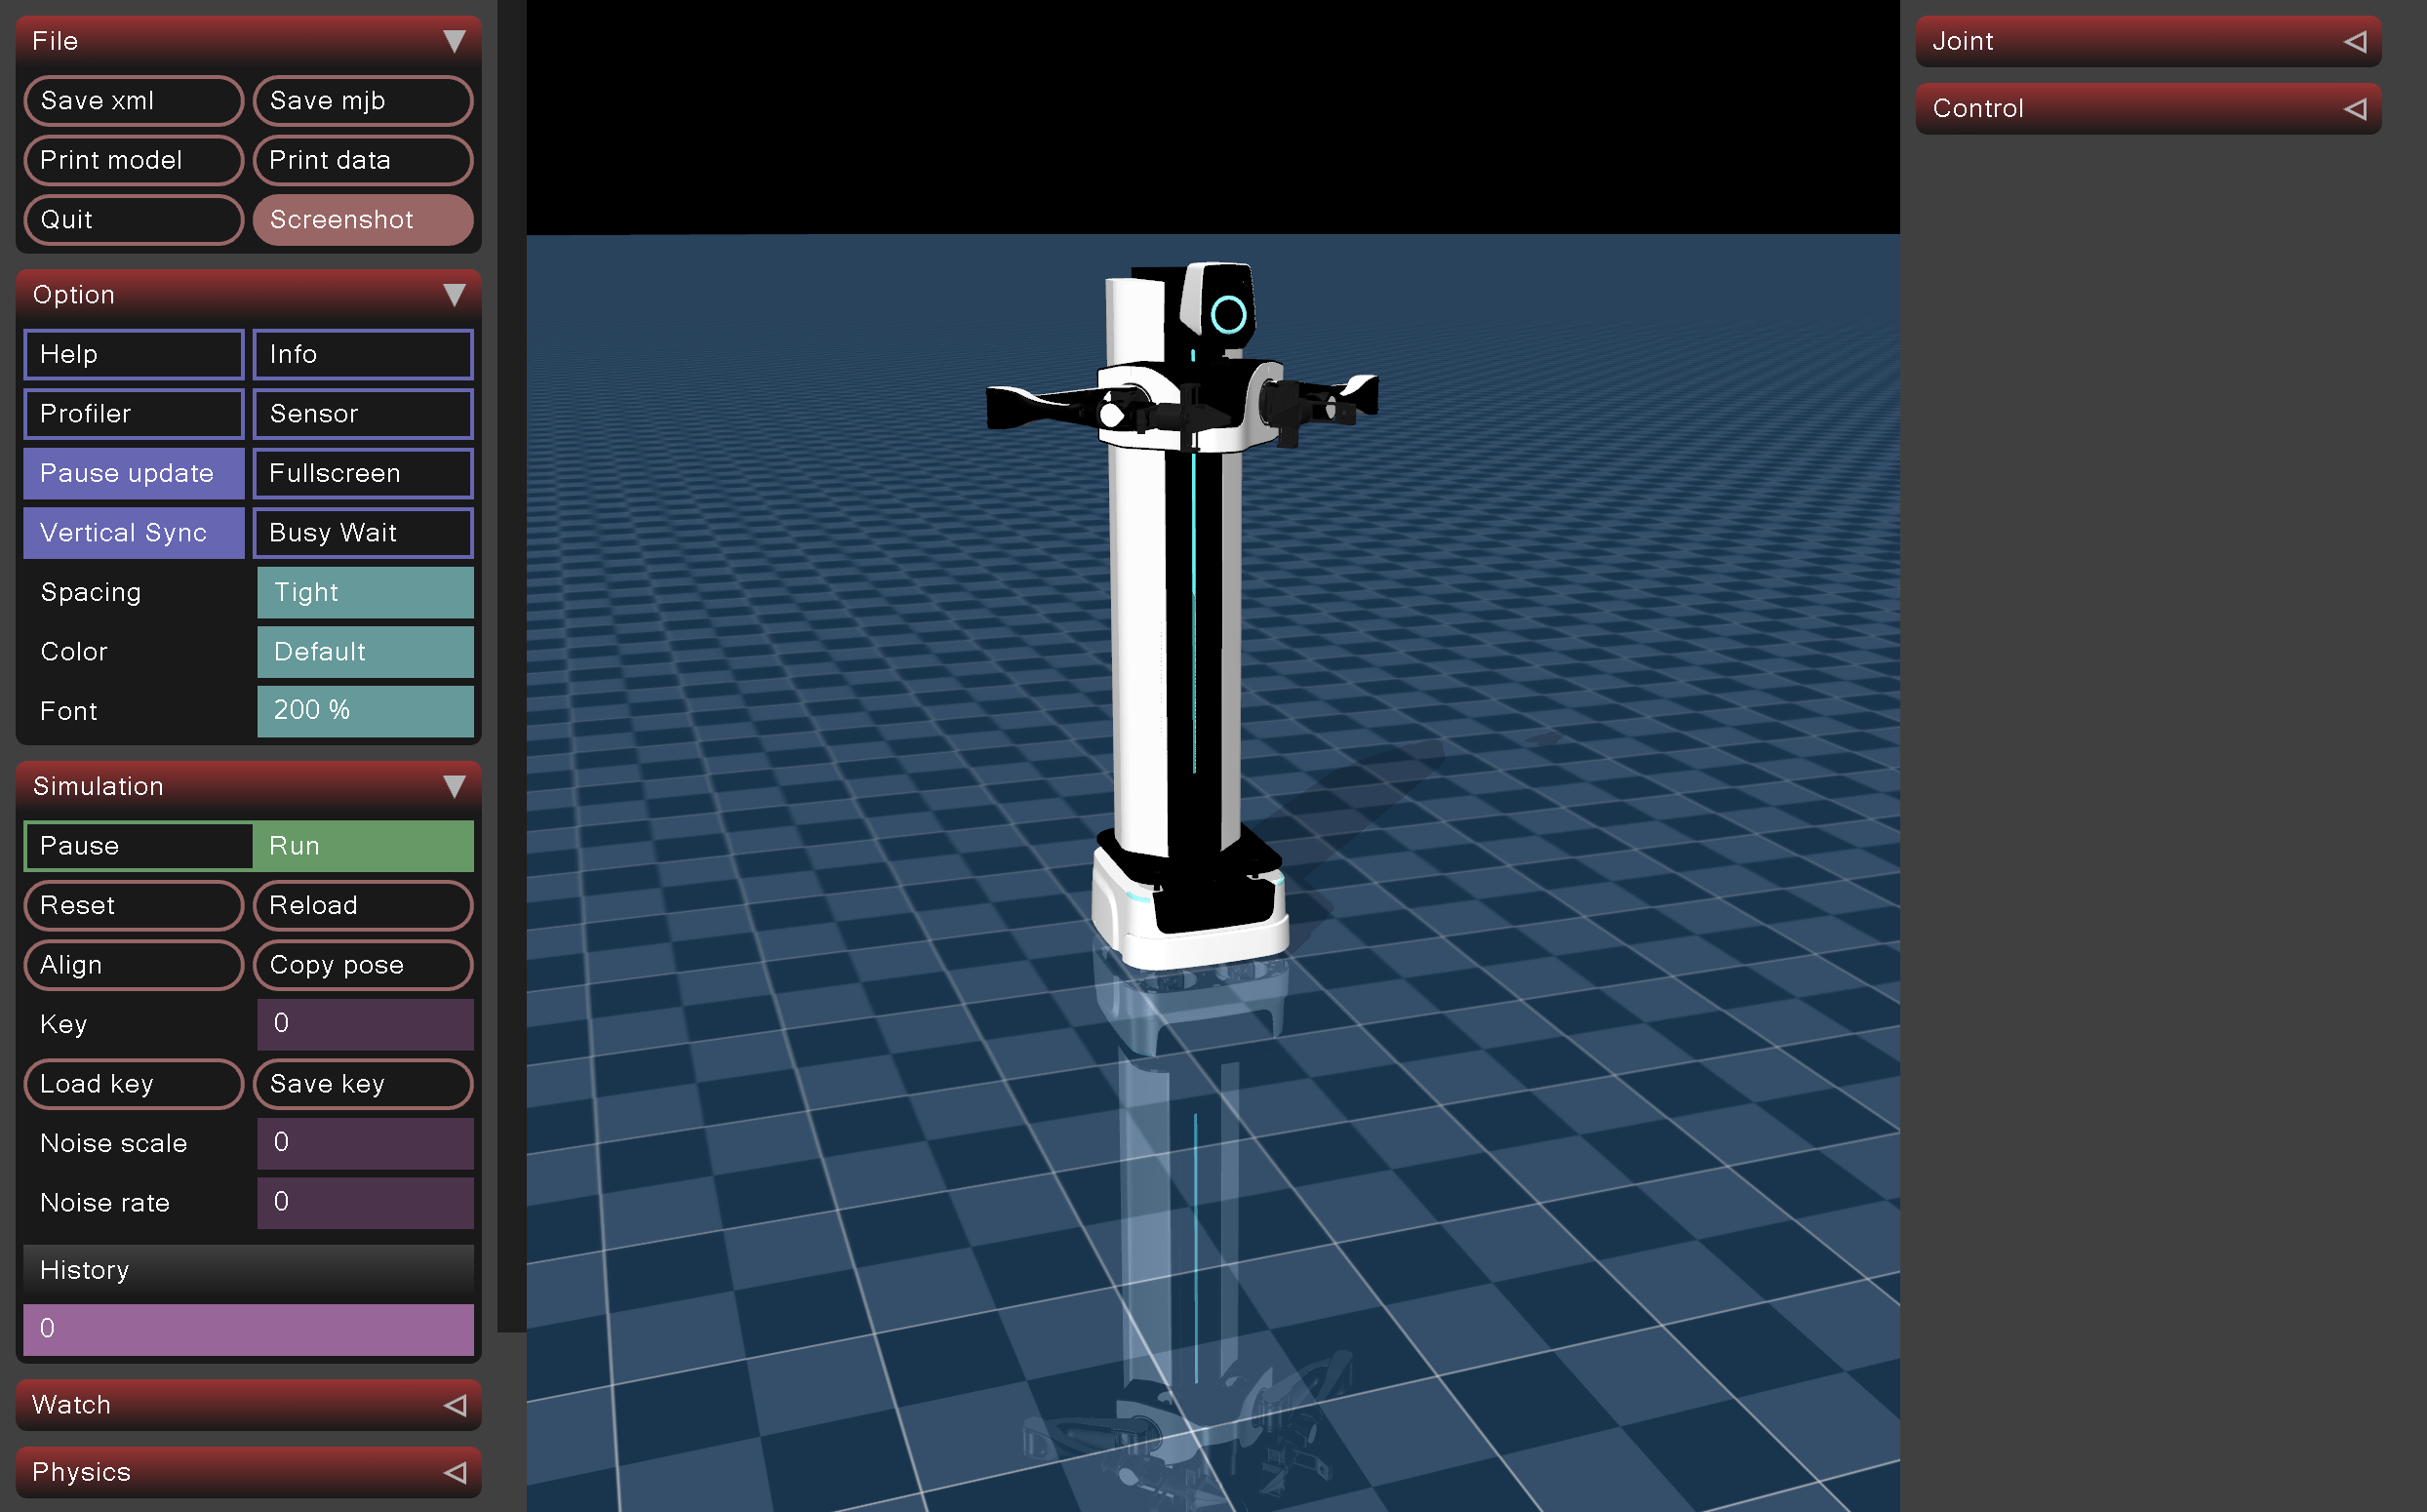 File
Save xml Save mjb
Print model Print data
Quit Screenshot
Option
Help Info
Profiler Sensor
Pause update Fullscreen
Vertical Sync Busy Wait
Spacing Tight
Color Default
Font 200 %
Simulation
Pause Run
Reset Reload
Align Copy pose
Key 0
Load key Save key
Noise scale 0
Noise rate 0
History
0
Watch
Physics
Joint
Control